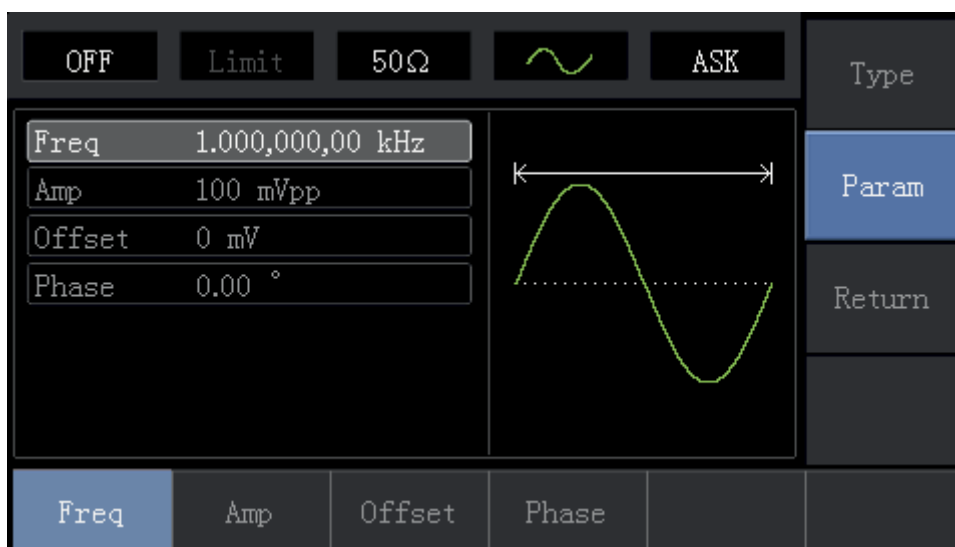 OFF Limit 50Ω ASK
Type
Freq 1.000,000,00 kHz
Amp 100 mVpp
Param
Offset 0 mV
Phase 0.00 °
Return
Freq Amp Offset Phase